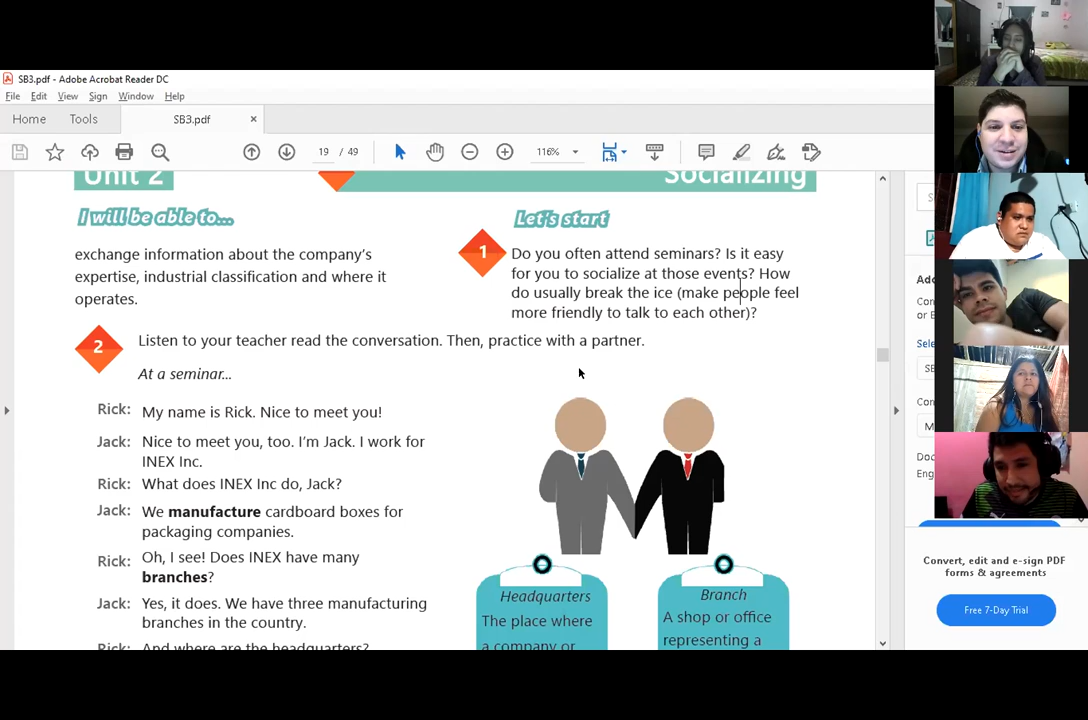 SB3.pdf - Adobe Acrobat Reader DC
File Edit View Sign Window Help
Home Tools SB3.pdf ×
19 / 49 116%
Unit 2 Socializing
I will be able to...
exchange information about the company's
expertise, industrial classification and where it
operates.
Let's start
1
Do you often attend seminars? Is it easy
for you to socialize at those events? How
do usually break the ice (make people feel
more friendly to talk to each other)?
2
Listen to your teacher read the conversation. Then, practice with a partner.
At a seminar...
Rick: My name is Rick. Nice to meet you!
Jack: Nice to meet you, too. I'm Jack. I work for
INEX Inc.
Rick: What does INEX Inc do, Jack?
Jack: We manufacture cardboard boxes for
packaging companies.
Rick: Oh, I see! Does INEX have many
branches?
Jack: Yes, it does. We have three manufacturing
branches in the country.
Rick: And where are the headquarters?
Headquarters
The place where
a company or
Branch
A shop or office
representing a
Convert, edit and e-sign PDF
forms & agreements
Free 7-Day Trial